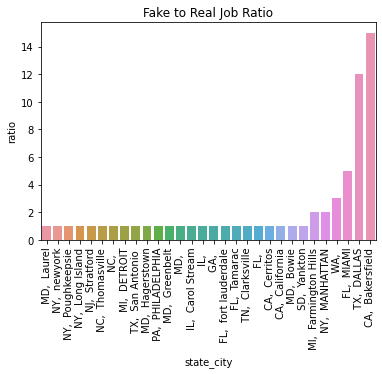 Fake to Real Job Ratio
ratio
14
12
10
8
6
4
2
0
MD, Laurel
NY, newyork
NY, Poughkeepsie
NY, Long Island
NJ, Stratford
NC, Thomasville
NC,
MI, DETROIT
TX, San Antonio
MD, Hagerstown
PA, PHILADELPHIA
MD, Greenbelt
MD,
IL, Carol Stream
IL,
GA,
FL, fort lauderdale
FL, Tamarac
TN, Clarksville
FL,
CA, Cerritos
CA, California
MD, Bowie
SD, Yankton
MI, Farmington Hills
NY, MANHATTAN
WA,
FL, MIAMI
TX, DALLAS
CA, Bakersfield
state_city